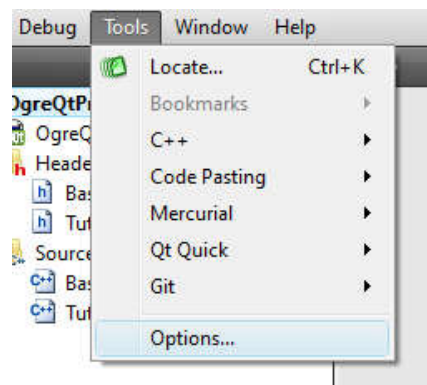 Debug Tools Window Help
Locate... Ctrl+K
OgreQtPr
Bookmarks
OgreQ
C++
Heade
Code Pasting
Bas
Mercurial
Tut
Qt Quick
Source
Git
Bas
Tut
Options...